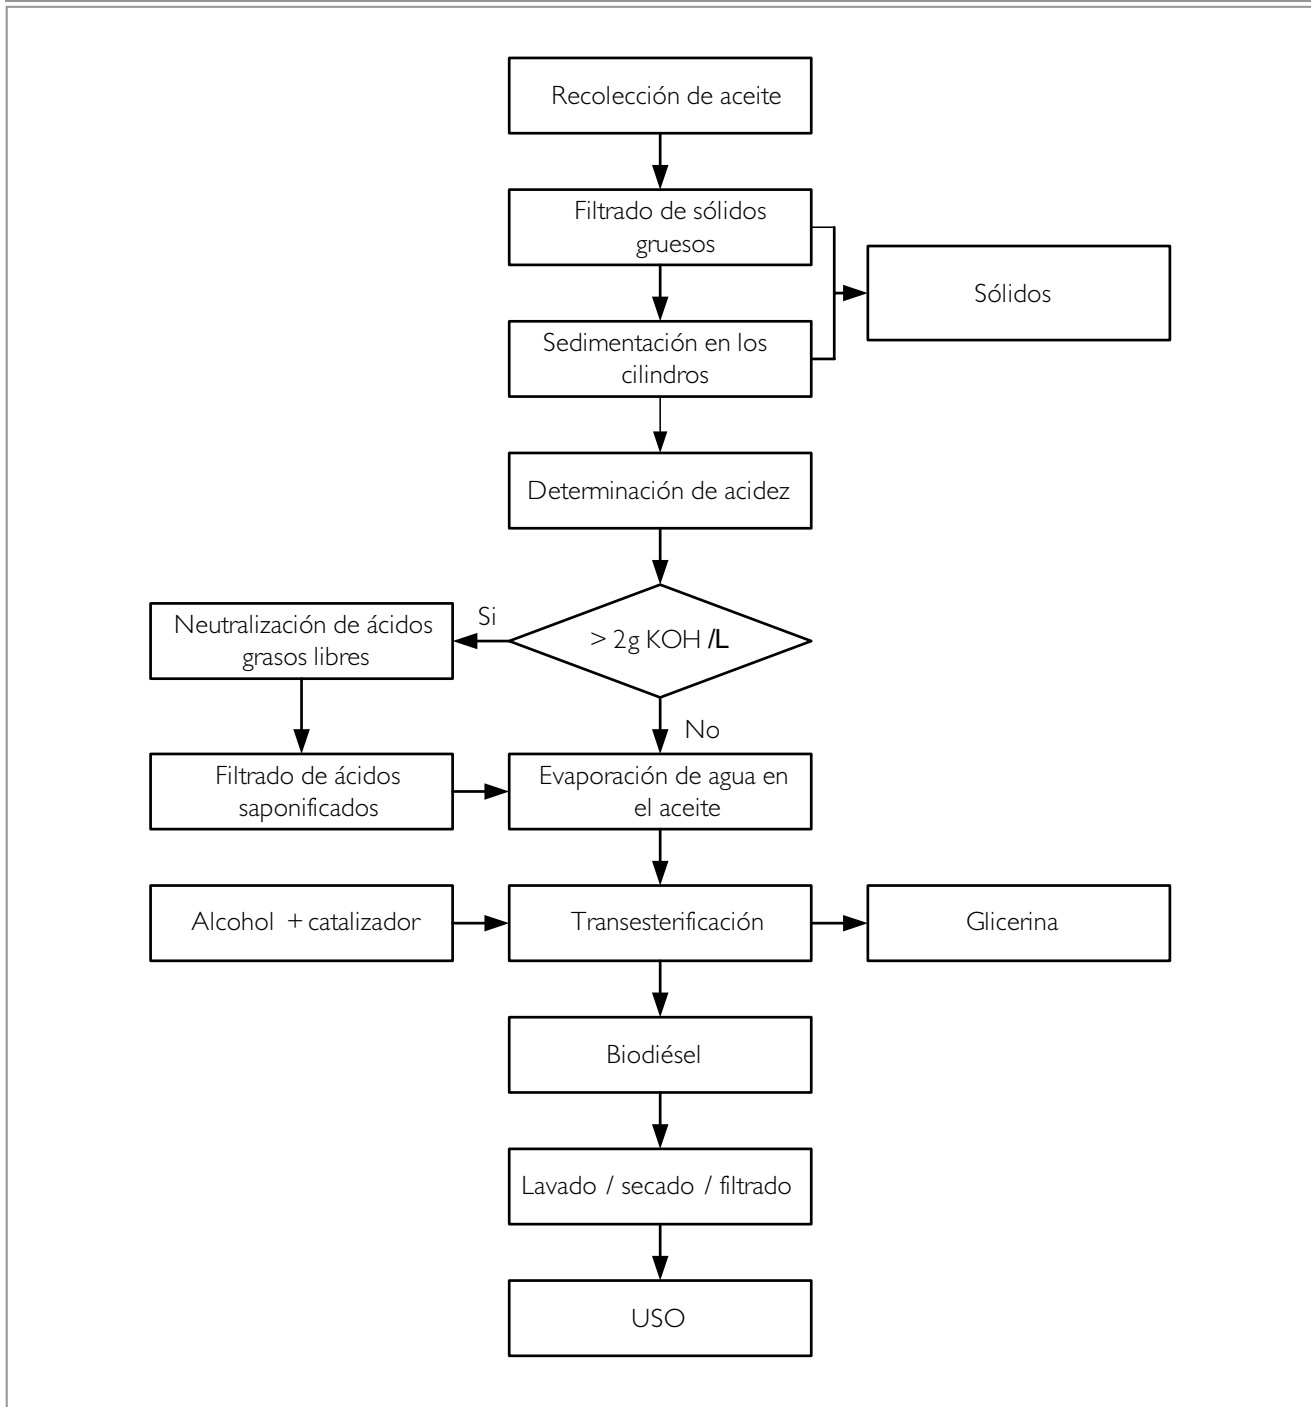 Recolección de aceite
Filtrado de sólidos
gruesos
Sólidos
Sedimentación en los
cilindros
Determinación de acidez
Si
Neutralización de ácidos
grasos libres
> 2g KOH /L
No
Filtrado de ácidos
saponificados
Evaporación de agua en
el aceite
Alcohol + catalizador
Transesterificación
Glicerina
Biodiésel
Lavado / secado / filtrado
USO